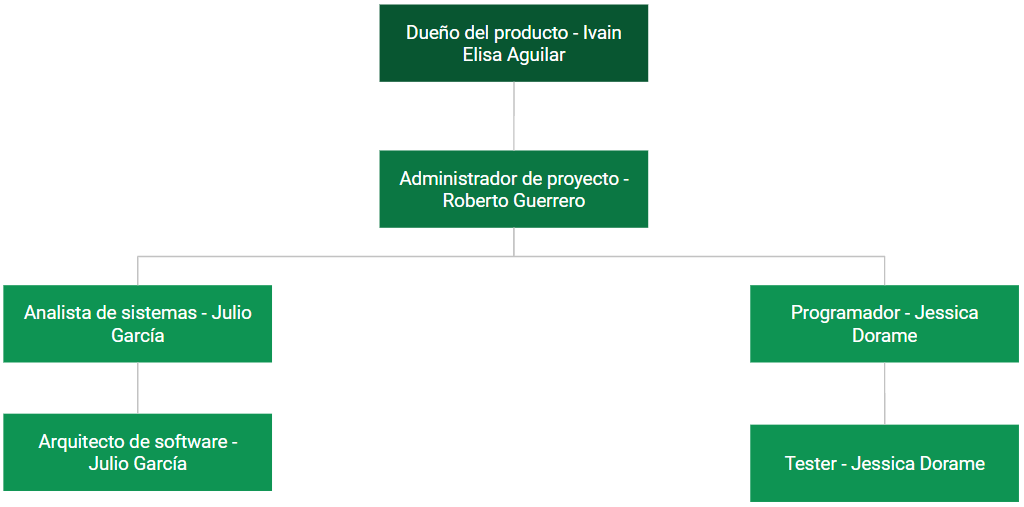 Dueño del producto - Ivain
Elisa Aguilar
Administrador de proyecto -
Roberto Guerrero
Analista de sistemas - Julio
García
Programador - Jessica
Dorame
Arquitecto de software -
Julio García
Tester - Jessica Dorame